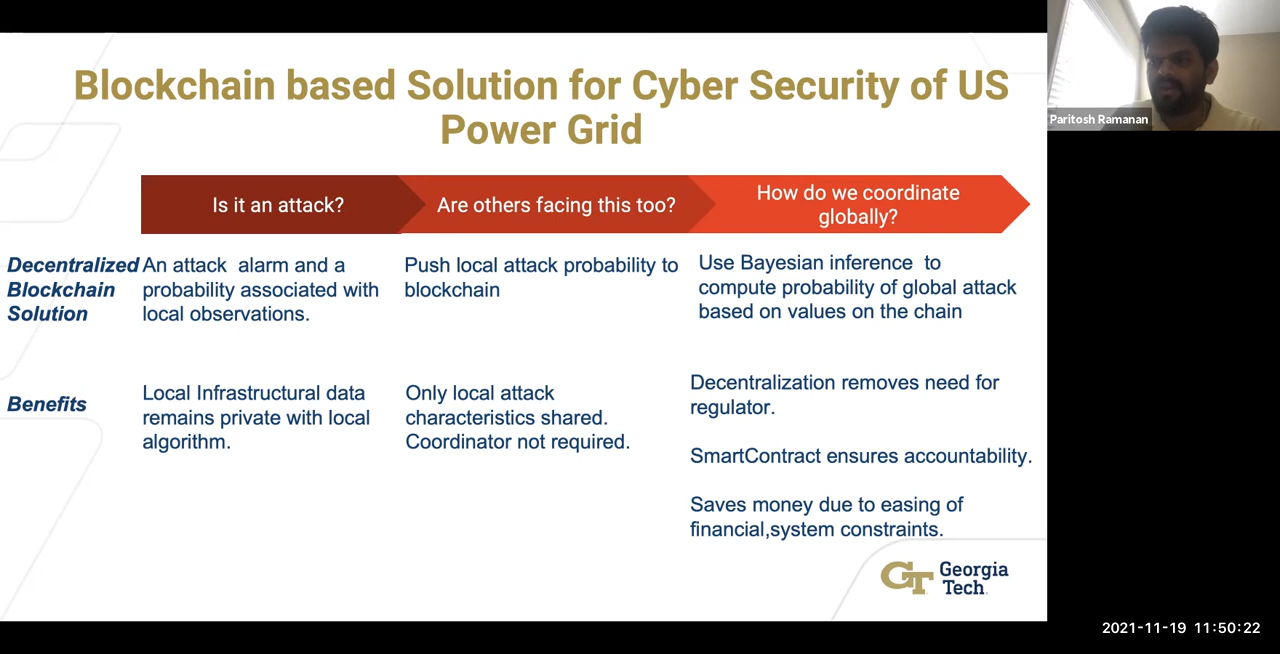 Blockchain based Solution for Cyber Security of US
Power Grid
Paritosh Ramanan
Is it an attack?
Are others facing this too?
How do we coordinate
globally?
Decentralized
Blockchain
Solution
An attack  alarm and a
probability associated with
local observations.
Push local attack probability to
blockchain
Use Bayesian inference  to
compute probability of global attack
based on values on the chain
Benefits
Local Infrastructural data
remains private with local
algorithm.
Only local attack
characteristics shared.
Coordinator not required.
Decentralization removes need for
regulator.
SmartContract ensures accountability.
Saves money due to easing of
financial,system constraints.
GT
Georgia
Tech
2021-11-19 11:50:22